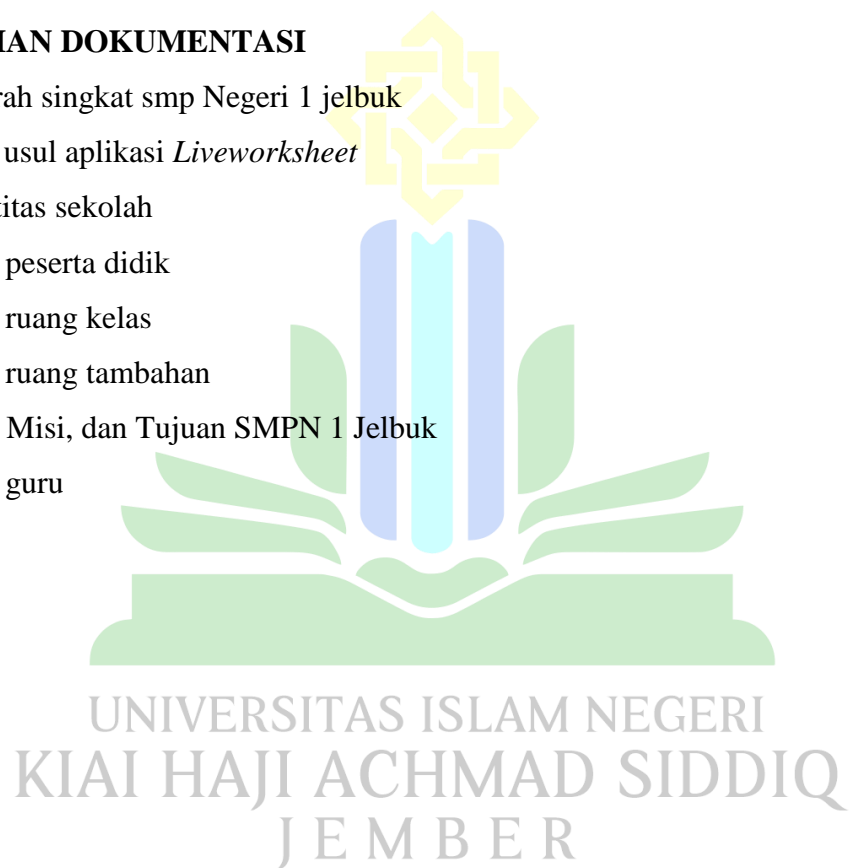 MAN DOKUMENTASI
rah singkat smp Negeri 1 jelbuk
usul aplikasi Liveworksheet
titas sekolah
peserta didik
ruang kelas
ruang tambahan
Misi, dan Tujuan SMPN 1 Jelbuk
guru
UNIVERSITAS ISLAM NEGERI
KIAI HAJI ACHMAD SIDDIQ
JEMBER